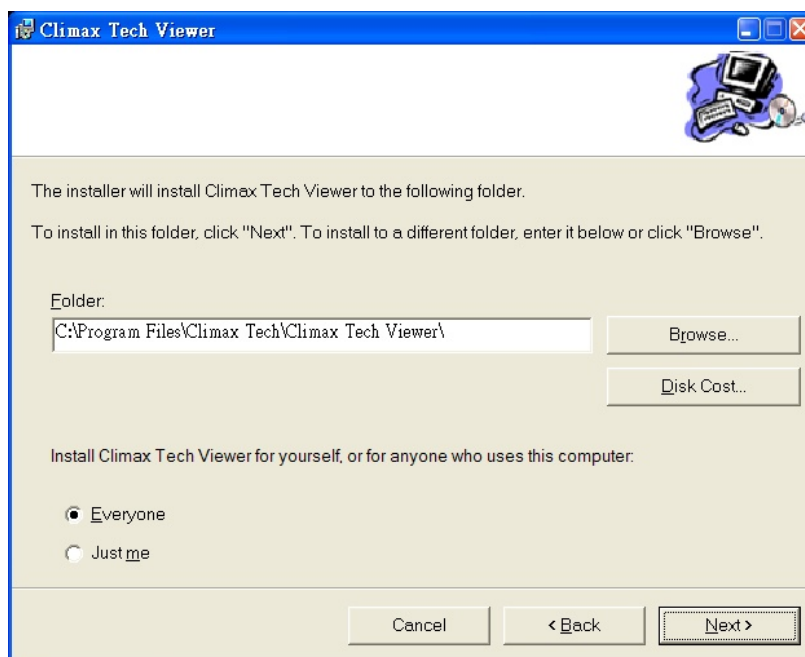 Climax Tech Viewer
The installer will install Climax Tech Viewer to the following folder.
To install in this folder, click "Next". To install to a different folder, enter it below or click "Browse".
Folder:
C:\Program Files\Climax Tech\Climax Tech Viewer\
Browse...
Disk Cost...
Install Climax Tech Viewer for yourself, or for anyone who uses this computer:
Everyone
Just me
Cancel
< Back
Next >